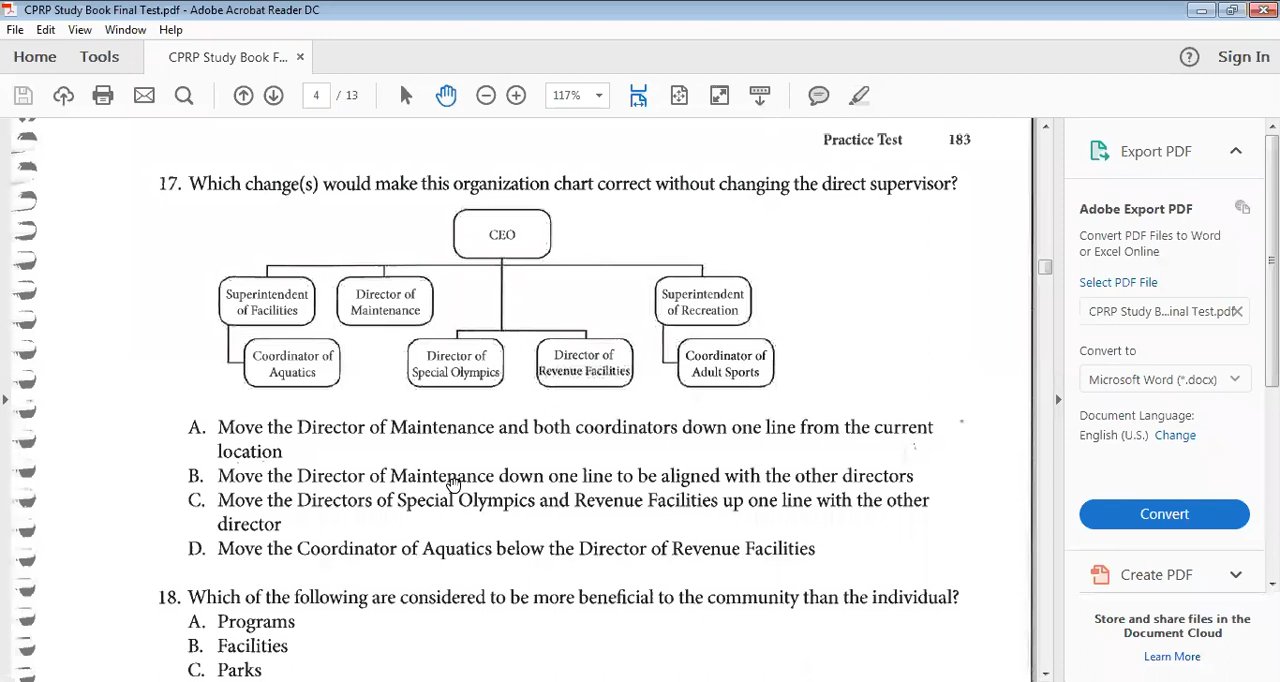 CPRP Study Book Final Test.pdf - Adobe Acrobat Reader DC
File Edit View Window Help
Home Tools CPRP Study Book F... × ? Sign In
4 / 13 117%
Practice Test 183
17. Which change(s) would make this organization chart correct without changing the direct supervisor?
CEO
Superintendent
of Facilities
Director of
Maintenance
Superintendent
of Recreation
Coordinator of
Aquatics
Director of
Special Olympics
Director of
Revenue Facilities
Coordinator of
Adult Sports
A. Move the Director of Maintenance and both coordinators down one line from the current
location
B. Move the Director of Maintenance down one line to be aligned with the other directors
C. Move the Directors of Special Olympics and Revenue Facilities up one line with the other
director
D. Move the Coordinator of Aquatics below the Director of Revenue Facilities
18. Which of the following are considered to be more beneficial to the community than the individual?
A. Programs
B. Facilities
C. Parks
Export PDF
Adobe Export PDF
Convert PDF Files to Word
or Excel Online
Select PDF File
CPRP Study B...inal Test.pdf ×
Convert to
Microsoft Word (*.docx)
Document Language:
English (U.S.) Change
Convert
Create PDF
Store and share files in the
Document Cloud
Learn More